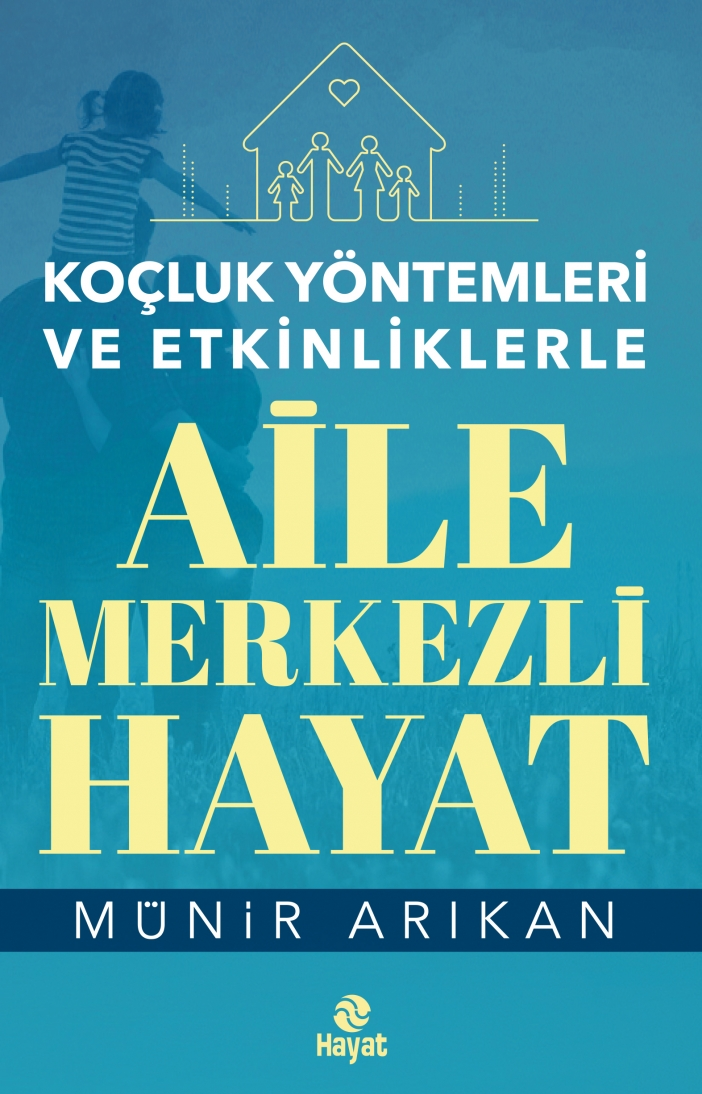 KOÇLUK YÖNTEMLERİ
VE ETKİNLİKLERLE
AİLE
MERKEZLİ
HAYAT
MÜNİR ARIKAN
Hayat